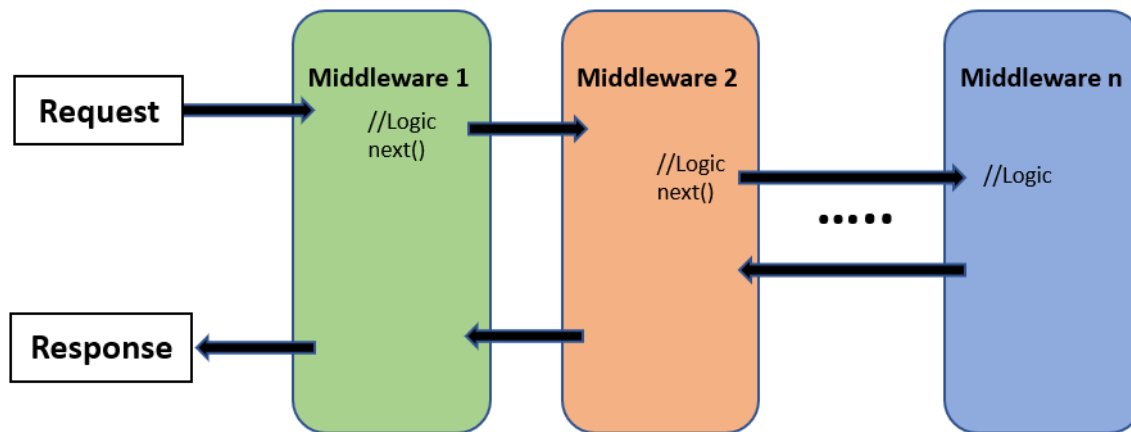 Middleware 1
Middleware 2
Middleware n
Request
//Logic
next()
//Logic
next()
//Logic
.....
Response